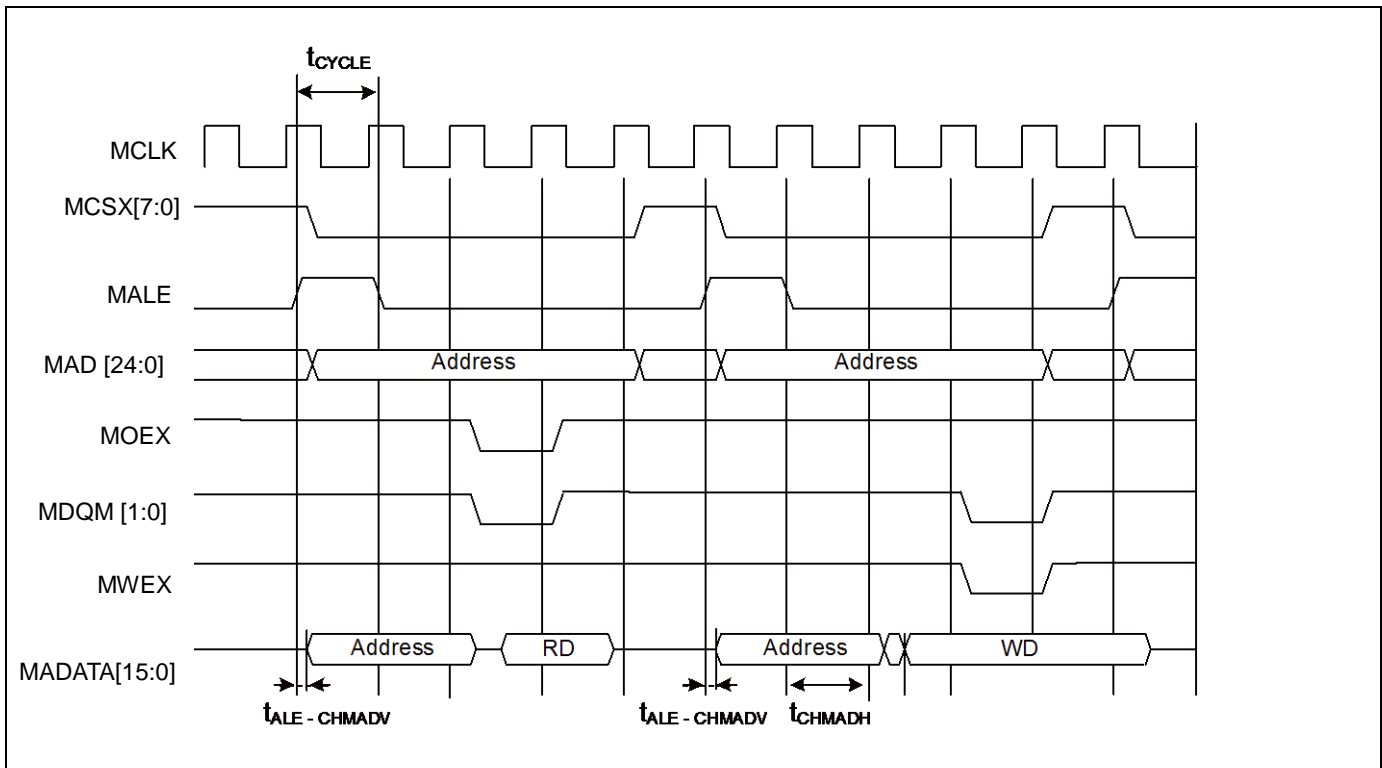 tCYCLE
MCLK
MCSX[7:0]
MALE
MAD [24:0]
Address
Address
MOEX
MDQM [1:0]
MWEX
MADATA[15:0]
Address
RD
Address
WD
tALE - CHMADV
tALE - CHMADV
tCHMADH